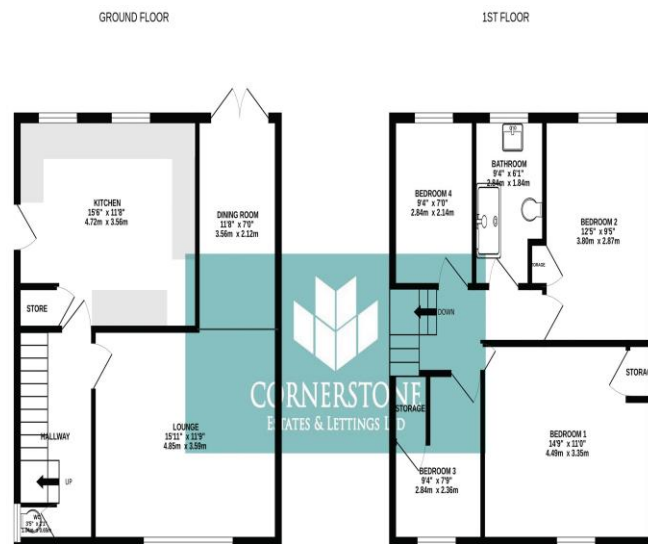 GROUND FLOOR
1ST FLOOR
KITCHEN
15'6" x 11'8"
4.72m x 3.56m
DINING ROOM
11'8" x 7'0"
3.56m x 2.12m
STORE
HALLWAY
UP
WC
LOUNGE
15'11" x 11'9"
4.85m x 3.59m
BEDROOM 4
9'4" x 7'0"
2.84m x 2.14m
BATHROOM
9'4" x 6'1"
2.84m x 1.84m
BEDROOM 2
12'5" x 9'5"
3.80m x 2.87m
DOWN
STORAGE
BEDROOM 3
9'4" x 7'9"
2.84m x 2.36m
BEDROOM 1
14'9" x 11'0"
4.49m x 3.35m
CORNERSTONE
ESTATES & LETTINGS LTD